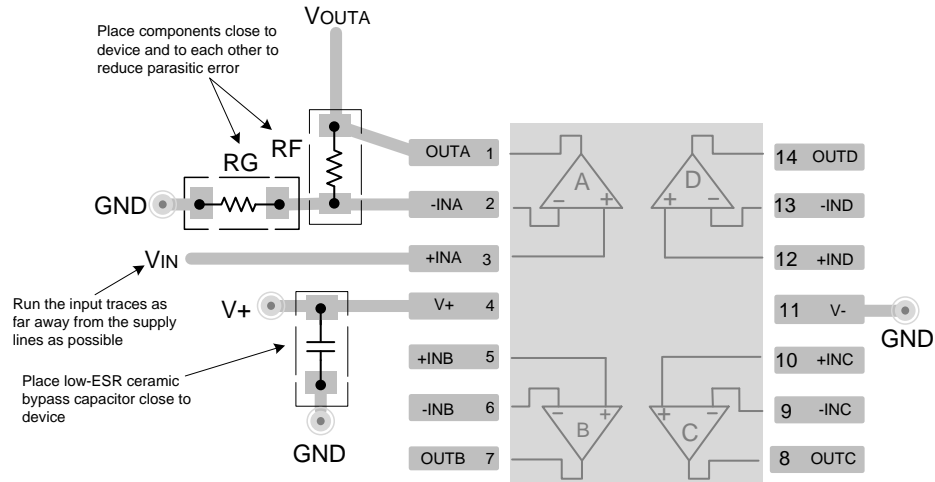 VOUTA
Place components close to
device and to each other to
reduce parasitic error
RF
RG
GND
VIN
Run the input traces as
far away from the supply
lines as possible
V+
Place low-ESR ceramic
bypass capacitor close to
device
GND
OUTA 1
-INA 2
+INA 3
V+ 4
+INB 5
-INB 6
OUTB 7
A
D
B
C
− +
+ −
− +
+ −
14 OUTD
13 -IND
12 +IND
11 V-
10 +INC
9 -INC
8 OUTC
GND